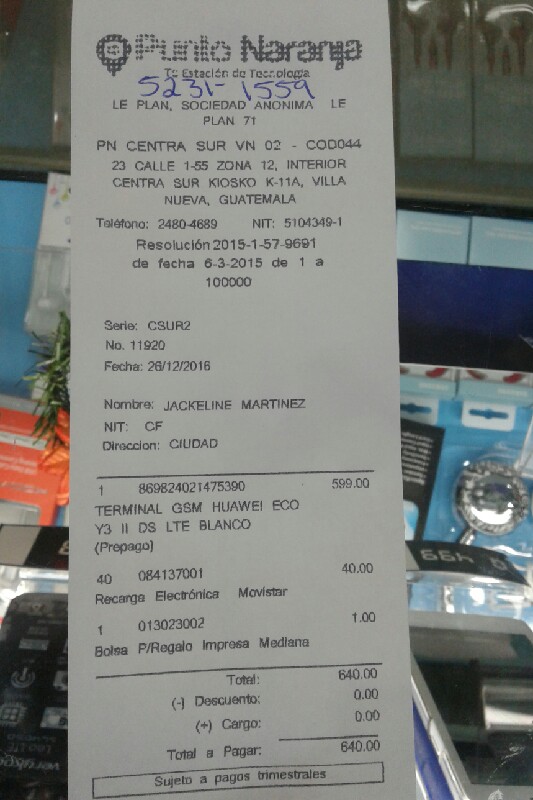 Punto Naranja
Tu Estación de Tecnología
5231-1559
LE PLAN, SOCIEDAD ANONIMA LE
PLAN 71
PN CENTRA SUR VN 02 - COD044
23 CALLE 1-55 ZONA 12, INTERIOR
CENTRA SUR KIOSKO K-11A, VILLA
NUEVA, GUATEMALA
Teléfono: 2480-4689 NIT: 5104349-1
Resolución 2015-1-57-9691
de fecha 6-3-2015 de 1 a
100000
Serie: CSUR2
No. 11920
Fecha: 26/12/2016
Nombre: JACKELINE MARTINEZ
NIT: CF
Direccion: CIUDAD
1 869824021475390 599.00
TERMINAL GSM HUAWEI ECO
Y3 II DS LTE BLANCO
(Prepago)
40 084137001 40.00
Recarga Electrónica Movistar
1 013023002 1.00
Bolsa P/Regalo Impresa Mediana
Total: 640.00
(-) Descuento: 0.00
(+) Cargo: 0.00
Total a Pagar: 640.00
Sujeto a pagos trimestrales